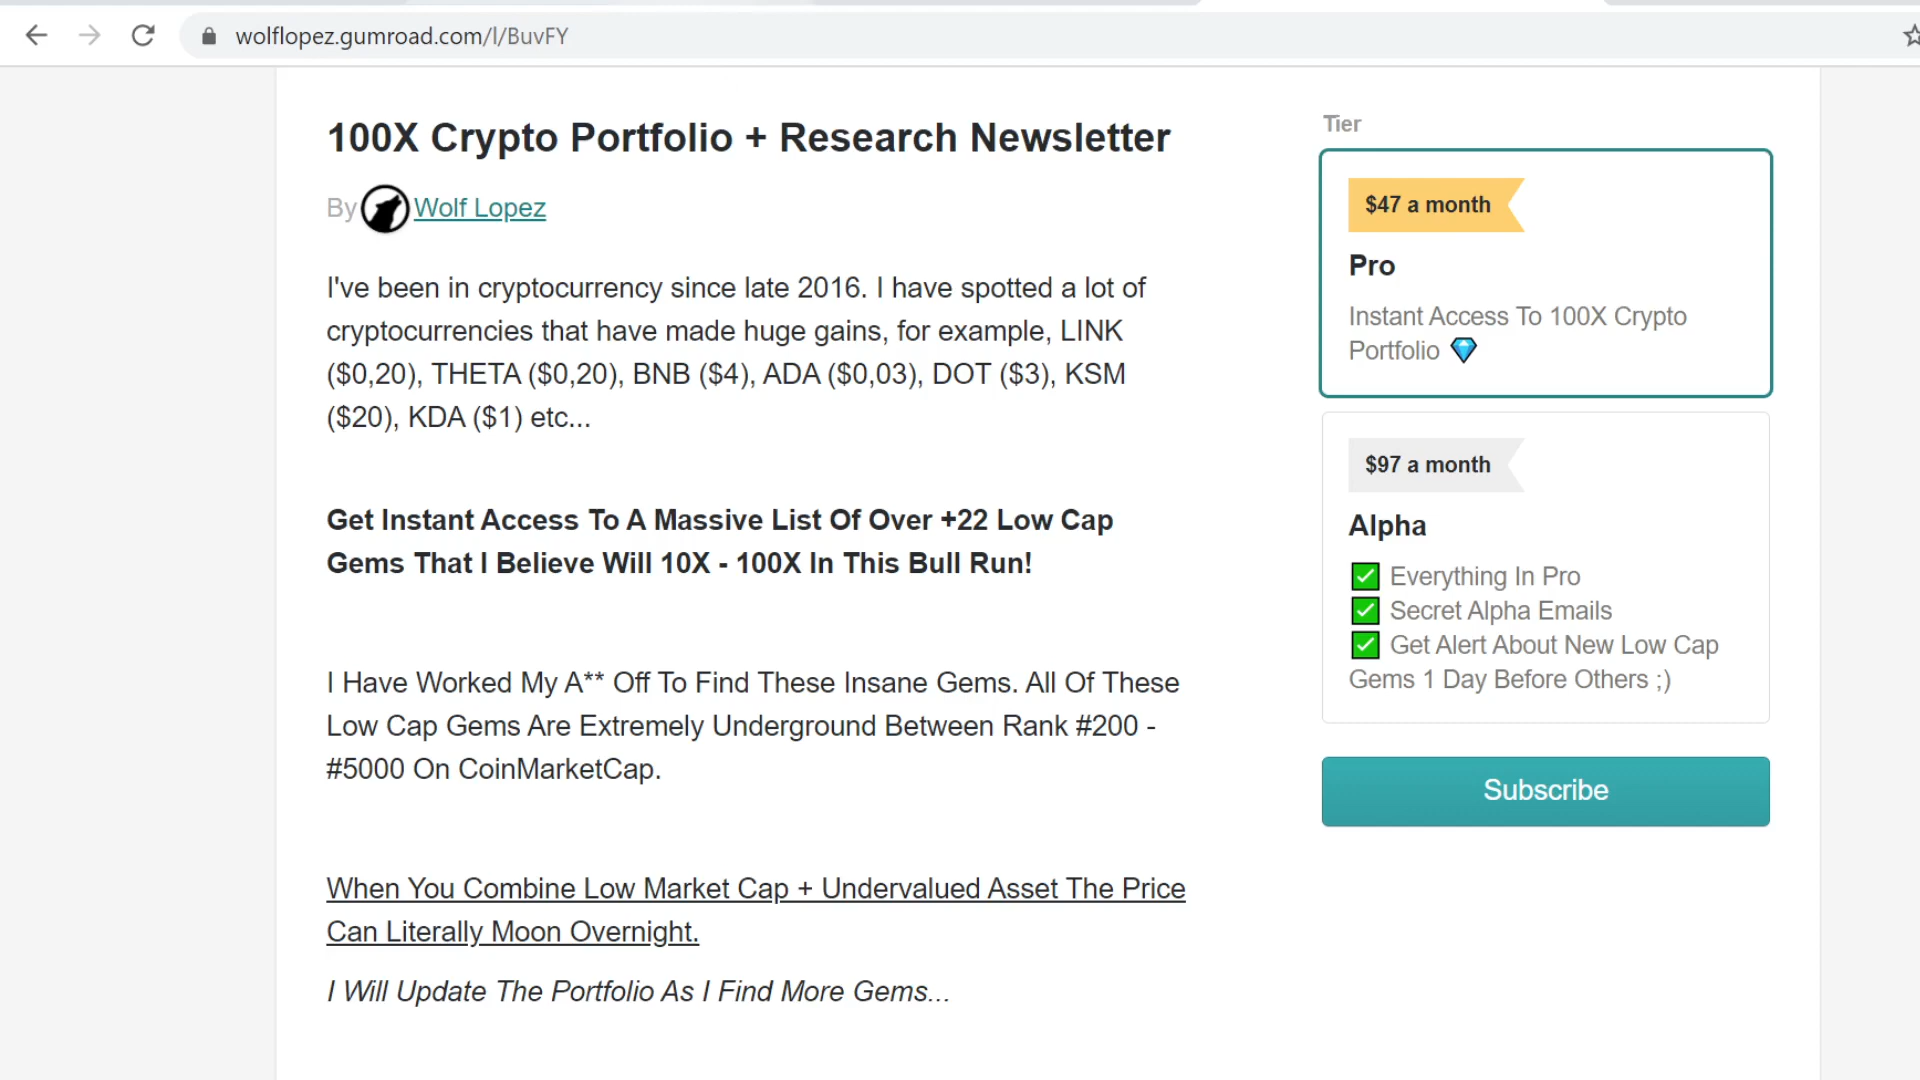 wolflopez.gumroad.com/l/BuvFY
100X Crypto Portfolio + Research Newsletter
By Wolf Lopez
I've been in cryptocurrency since late 2016. I have spotted a lot of
cryptocurrencies that have made huge gains, for example, LINK
($0,20), THETA ($0,20), BNB ($4), ADA ($0,03), DOT ($3), KSM
($20), KDA ($1) etc...
Get Instant Access To A Massive List Of Over +22 Low Cap
Gems That I Believe Will 10X - 100X In This Bull Run!
I Have Worked My A** Off To Find These Insane Gems. All Of These
Low Cap Gems Are Extremely Underground Between Rank #200 -
#5000 On CoinMarketCap.
When You Combine Low Market Cap + Undervalued Asset The Price
Can Literally Moon Overnight.
I Will Update The Portfolio As I Find More Gems...
Tier
$47 a month
Pro
Instant Access To 100X Crypto
Portfolio 💎
$97 a month
Alpha
✅ Everything In Pro
✅ Secret Alpha Emails
✅ Get Alert About New Low Cap
Gems 1 Day Before Others ;)
Subscribe